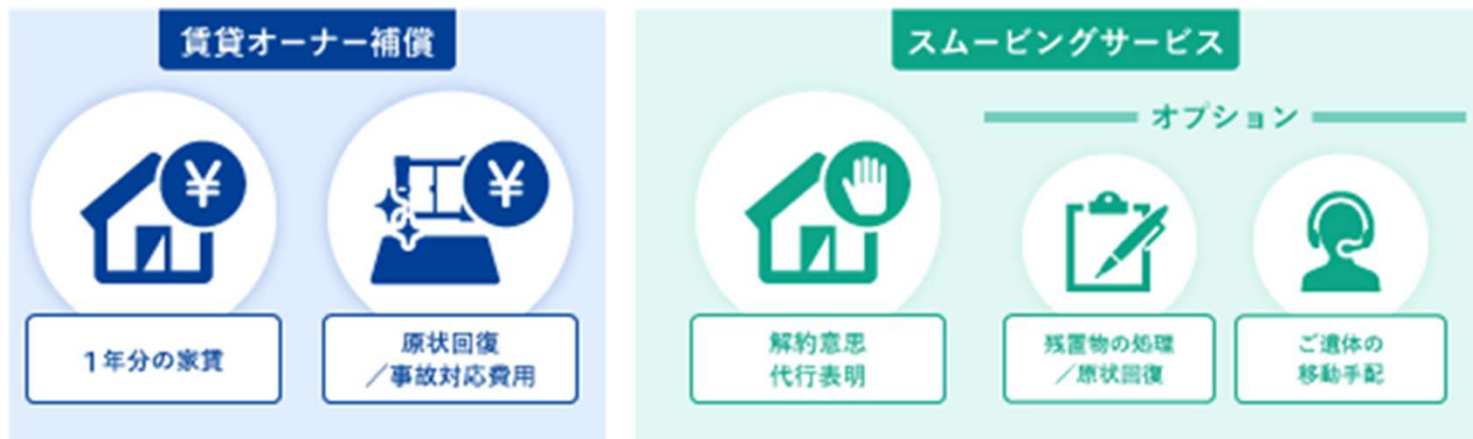 賃貸オーナー補償
¥
1年分の家賃
¥
原状回復
／事故対応費用
スムービングサービス
解約意思
代行表明
オプション
残置物の処理
／原状回復
ご遺体の
移動手配